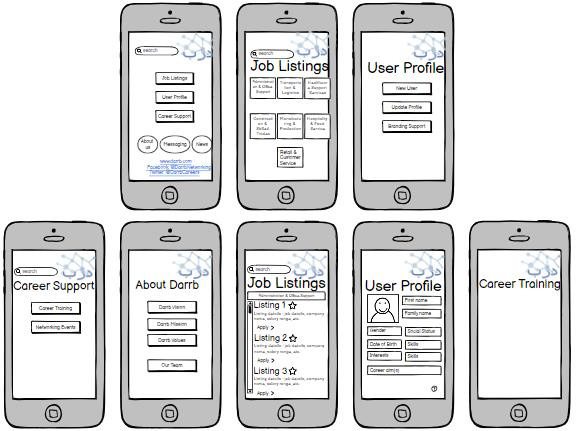 search
Job Listings
User Profile
Career Support
About us
Messaging
News
www.darrb.com
Facebook: @DarrbNetworking
Twitter: @DarrbCareers
درب
search
Job Listings
Administration & Office Support
Transportation & Logistics
Healthcare & Support Services
Construction & Skilled Trades
Manufacturing & Production
Hospitality & Food Service
Retail & Customer Service
درب
User Profile
New User
Update Profile
Branding Support
درب
search
Career Support
Career Training
Networking Events
درب
About Darrb
Darrb Vision
Darrb Mission
Darrb Values
Our Team
درب
search
Job Listings
Administrator & Office Support
Listing 1
Listing details - job details, company name, salary range, etc.
Apply >
Listing 2
Listing details - job details, company name, salary range, etc.
Apply >
Listing 3
Listing details - job details, company name, salary range, etc.
Apply >
درب
User Profile
First name
Family name
Gender
Social Status
Date of Birth
Skills
Interests
Skills
Career aim(s)
درب
Career Training
درب